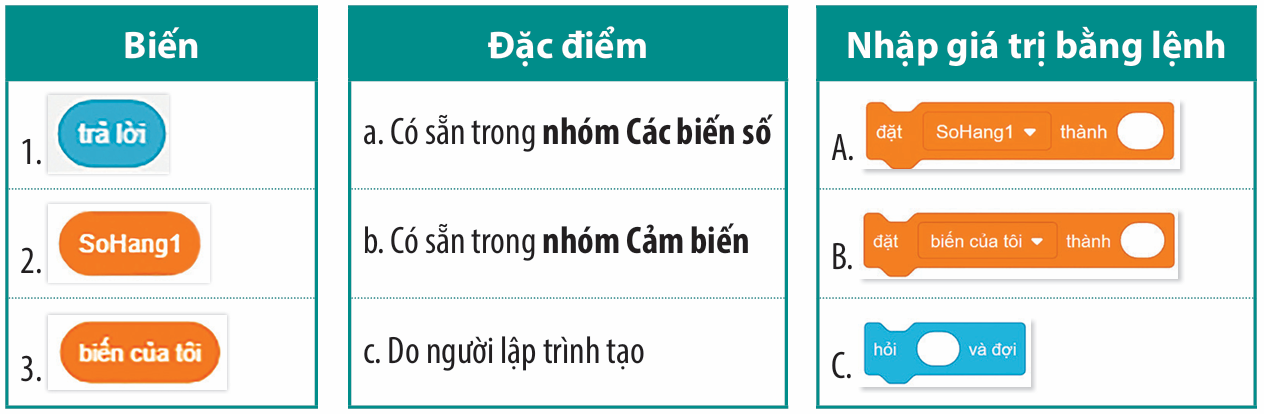 Biến
Đặc điểm
Nhập giá trị bằng lệnh
1. trả lời
a. Có sẵn trong nhóm Các biến số
A. đặt SoHang1 thành
2. SoHang1
b. Có sẵn trong nhóm Cảm biến
B. đặt biến của tôi thành
3. biến của tôi
c. Do người lập trình tạo
C. hỏi và đợi